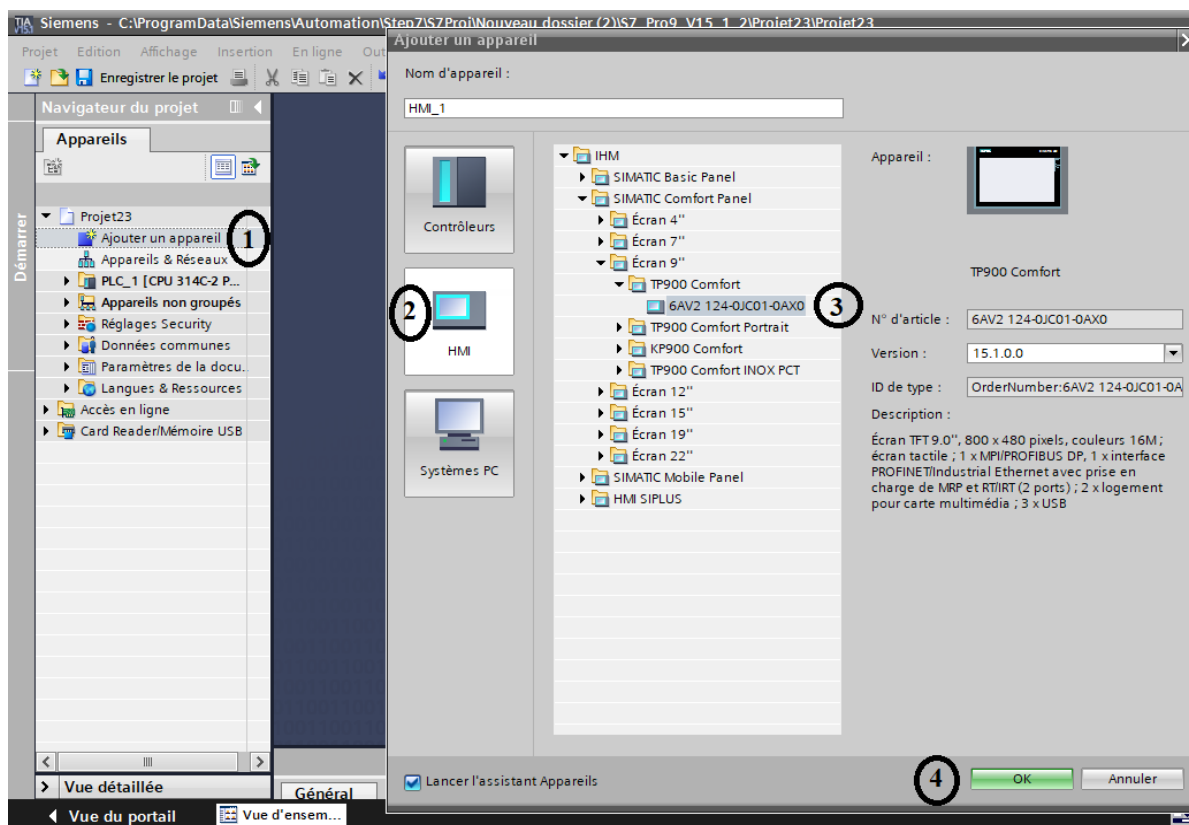 Siemens - C:\ProgramData\Siemens\Automation\Step7\S7Proj\Nouveau dossier (2)\S7_Pro9_V15_1_2\Projet23\Projet23
Projet Edition Affichage Insertion En ligne Out
Enregistrer le projet
Navigateur du projet
Appareils
Démarrer
Projet23
Ajouter un appareil
1
Appareils & Réseaux
PLC_1 [CPU 314C-2 P...
Appareils non groupés
Réglages Security
Données communes
Paramètres de la docu..
Langues & Ressources
Accès en ligne
Card Reader/Mémoire USB
Vue détaillée
Général
Vue du portail
Vue d'ensem...
Ajouter un appareil
Nom d'appareil :
HMI_1
Contrôleurs
2
HMI
Systèmes PC
IHM
SIMATIC Basic Panel
SIMATIC Comfort Panel
Écran 4''
Écran 7''
Écran 9''
TP900 Comfort
6AV2 124-0JC01-0AX0
3
TP900 Comfort Portrait
KP900 Comfort
TP900 Comfort INOX PCT
Écran 12''
Écran 15''
Écran 19''
Écran 22''
SIMATIC Mobile Panel
HMI SIPLUS
Appareil :
TP900 Comfort
N° d'article : 6AV2 124-0JC01-0AX0
Version : 15.1.0.0
ID de type : OrderNumber:6AV2 124-0JC01-0A
Description :
Écran TFT 9.0'', 800 x 480 pixels, couleurs 16M ;
écran tactile ; 1 x MPI/PROFIBUS DP, 1 x interface
PROFINET/Industrial Ethernet avec prise en
charge de MRP et RT/IRT (2 ports) ; 2 x logement
pour carte multimédia ; 3 x USB
Lancer l'assistant Appareils
4
OK
Annuler